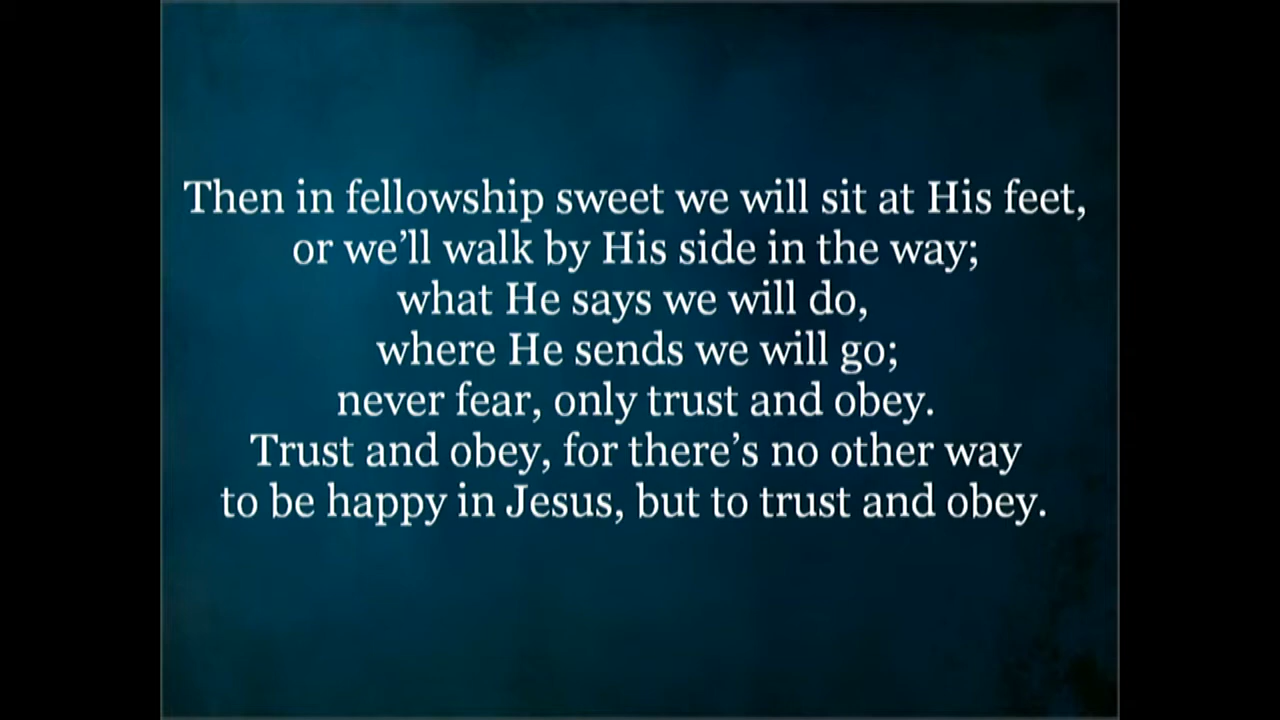 Then in fellowship sweet we will sit at His feet,
or we’ll walk by His side in the way;
what He says we will do,
where He sends we will go;
never fear, only trust and obey.
Trust and obey, for there’s no other way
to be happy in Jesus, but to trust and obey.